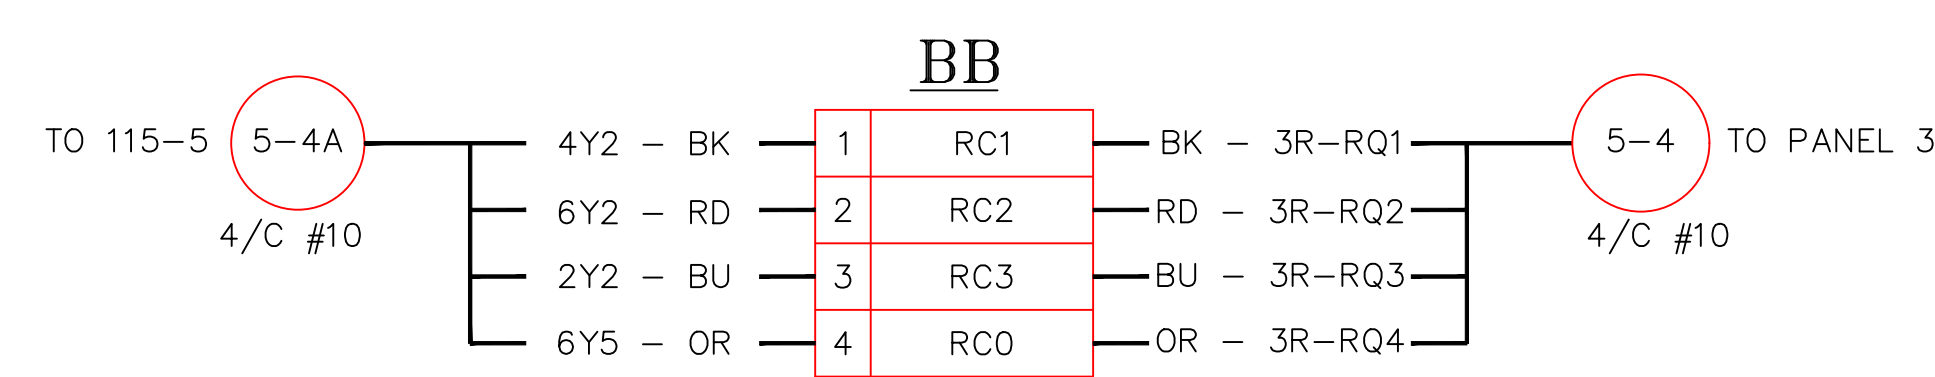 BB
TO 115-5 5-4A 4Y2 - BK 1 RC1 BK - 3R-RQ1 5-4 TO PANEL 3
6Y2 - RD 2 RC2 RD - 3R-RQ2
4/C #10 4/C #10
2Y2 - BU 3 RC3 BU - 3R-RQ3
6Y5 - OR 4 RC0 OR - 3R-RQ4